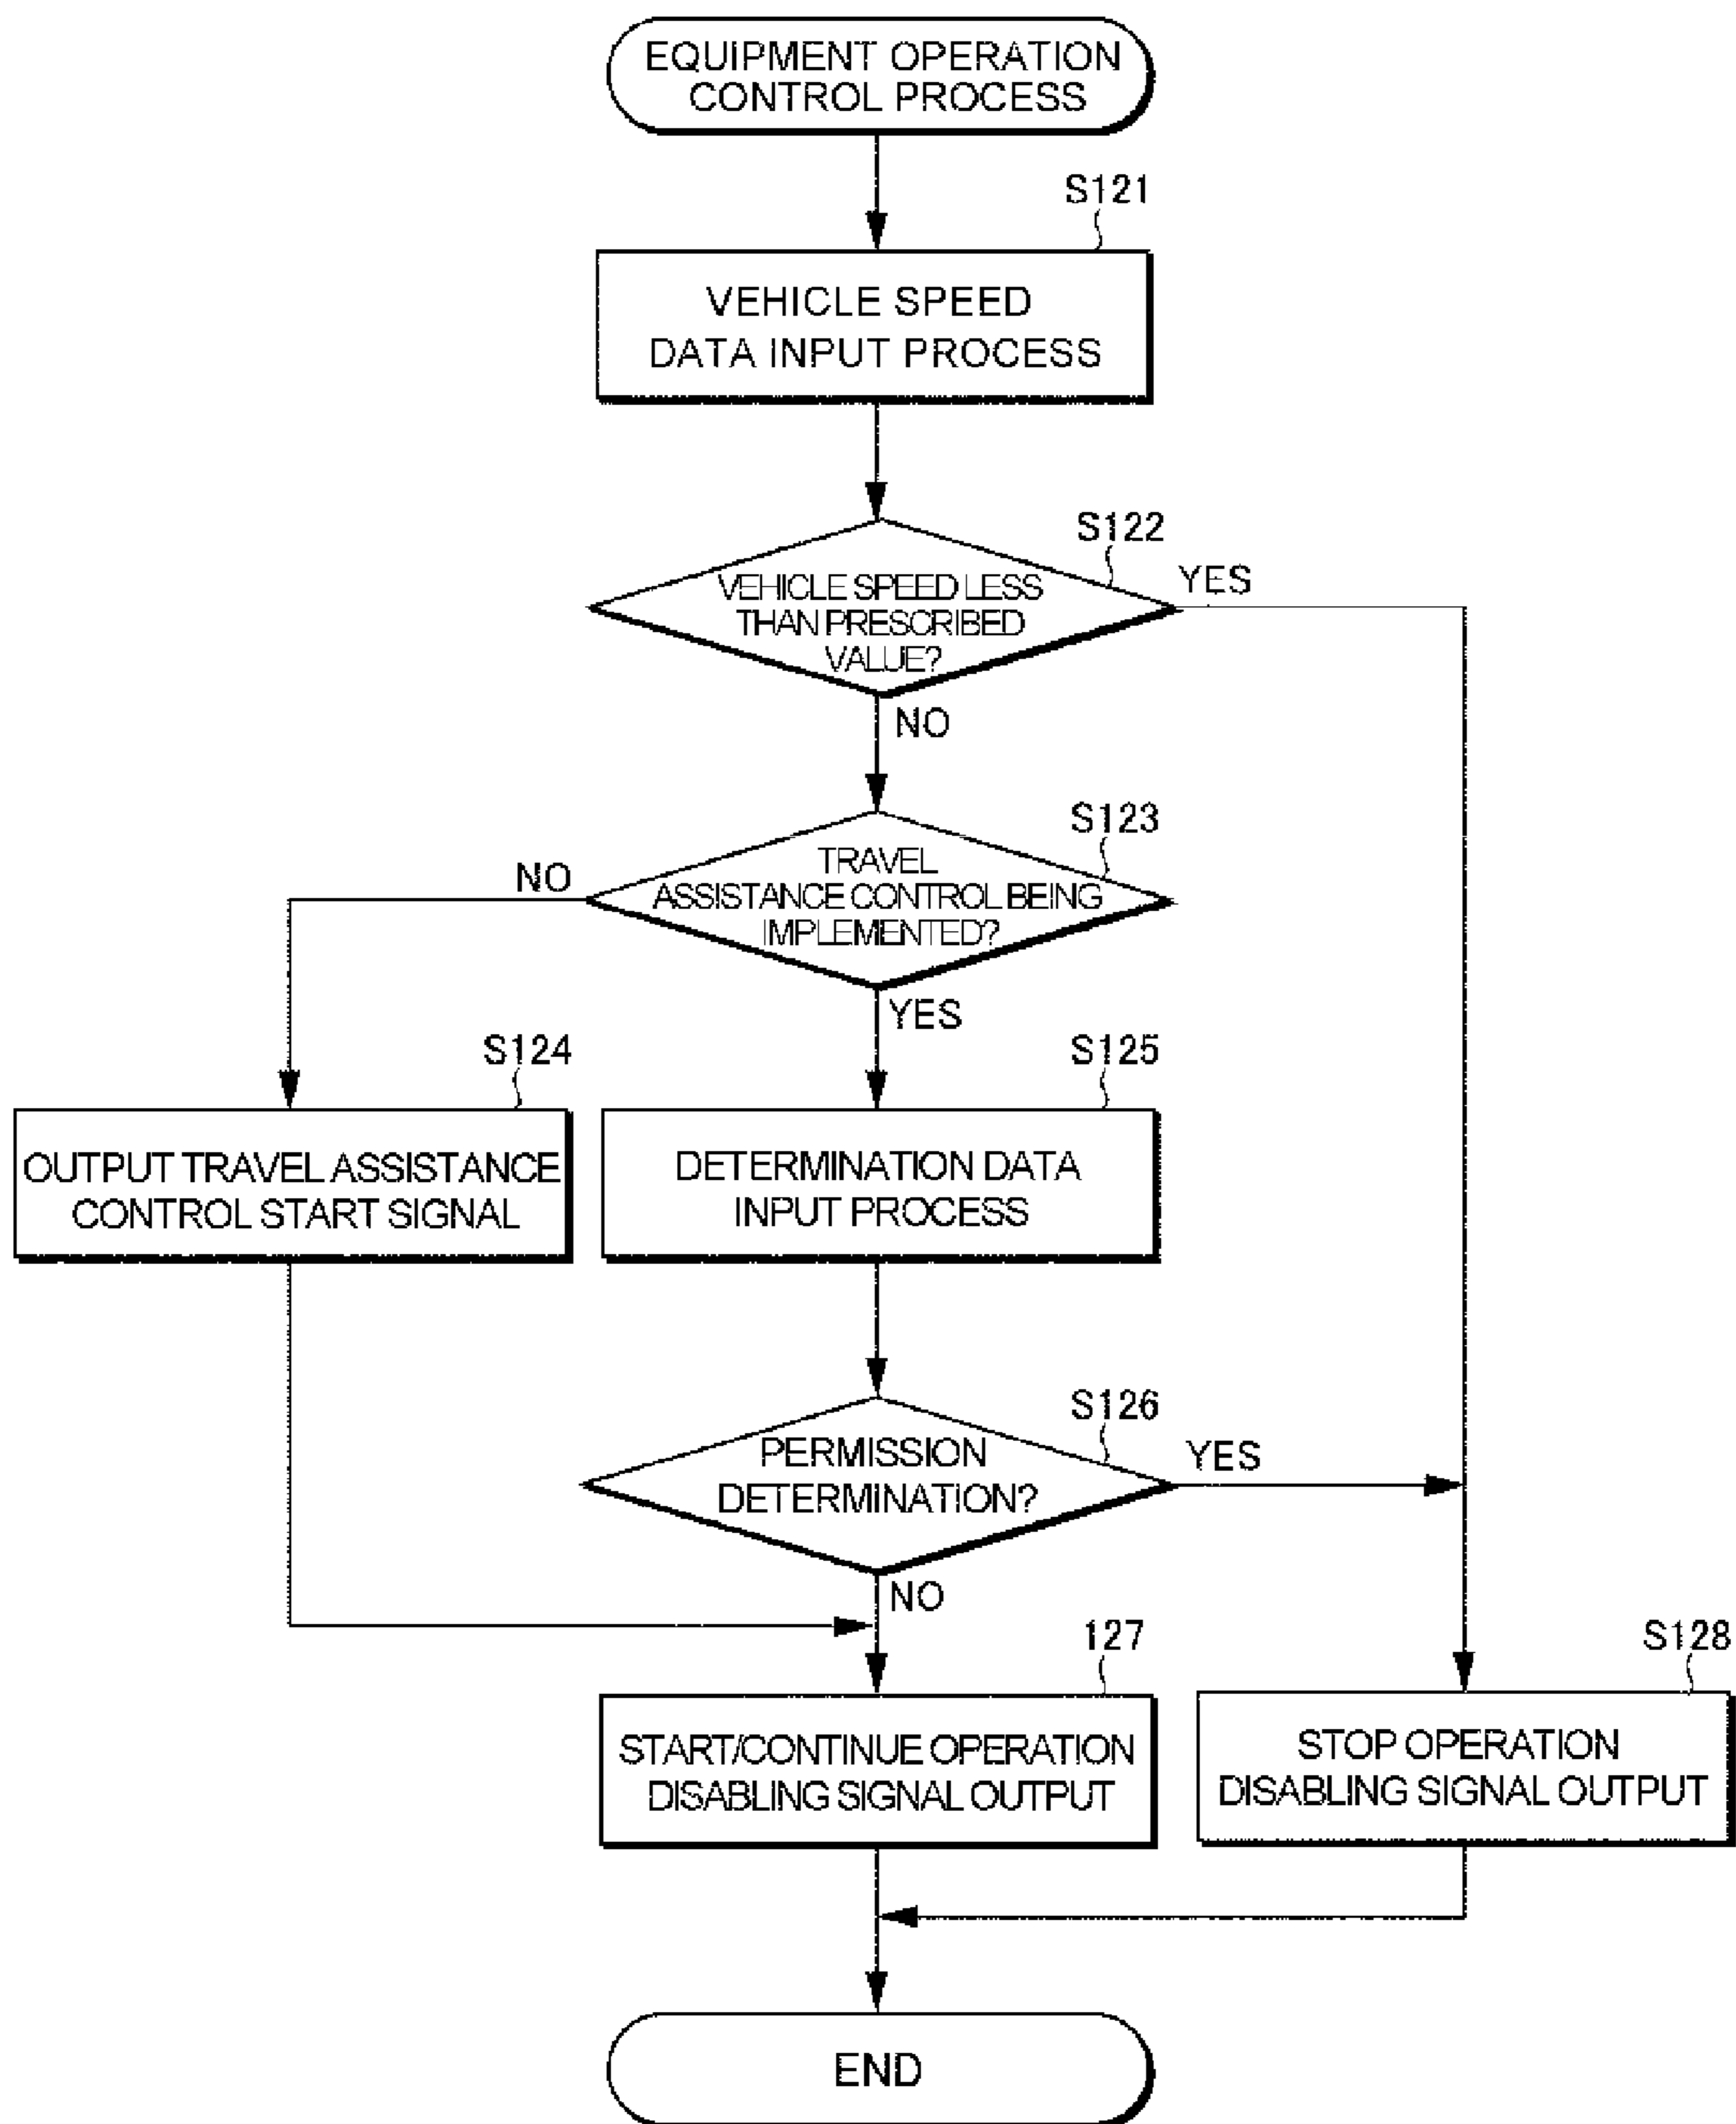 EQUIPMENT OPERATION
CONTROL PROCESS
S121
VEHICLE SPEED
DATA INPUT PROCESS
S122
VEHICLE SPEED LESS
THAN PRESCRIBED
VALUE?
YES
NO
S123
TRAVEL
ASSISTANCE CONTROL BEING
IMPLEMENTED?
NO
YES
S124
OUTPUT TRAVEL ASSISTANCE
CONTROL START SIGNAL
S125
DETERMINATION DATA
INPUT PROCESS
S126
PERMISSION
DETERMINATION?
YES
NO
127
START/CONTINUE OPERATION
DISABLING SIGNAL OUTPUT
S128
STOP OPERATION
DISABLING SIGNAL OUTPUT
END